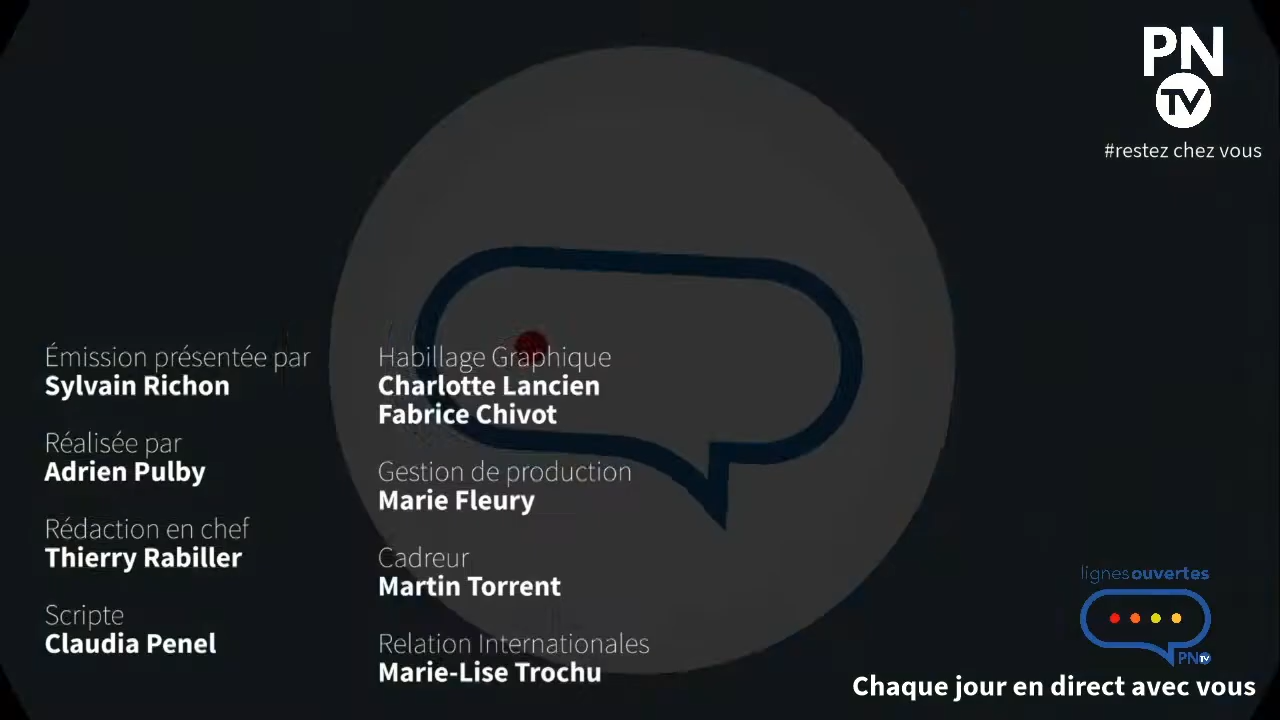 PN
TV
#restez chez vous
Émission présentée par
Sylvain Richon
Réalisée par
Adrien Pulby
Rédaction en chef
Thierry Rabiller
Scripte
Claudia Penel
Habillage Graphique
Charlotte Lancien
Fabrice Chivot
Gestion de production
Marie Fleury
Cadreur
Martin Torrent
Relation Internationales
Marie-Lise Trochu
lignesouvertes
PNTV
Chaque jour en direct avec vous